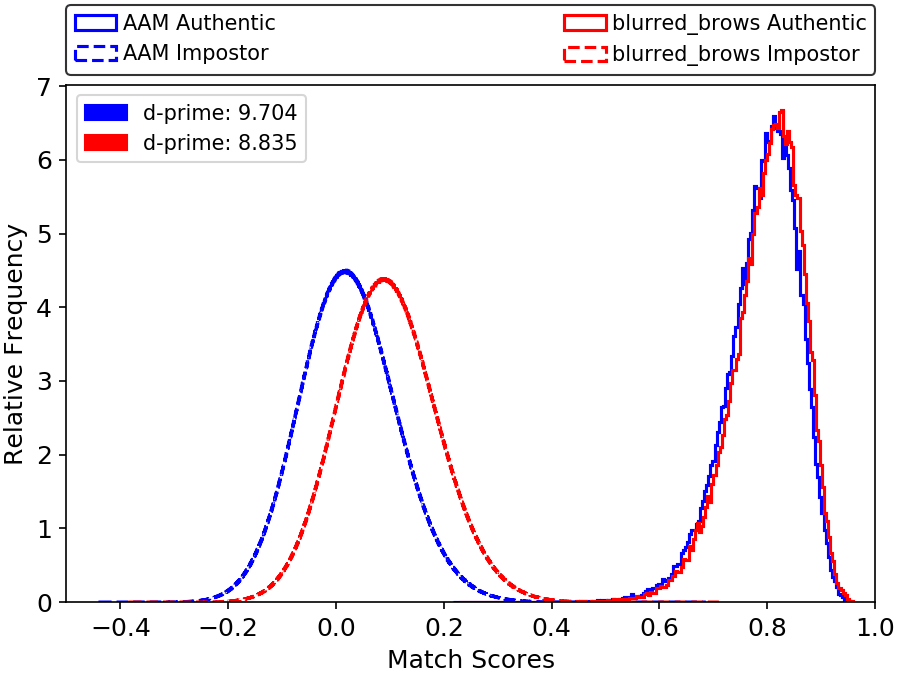 AAM Authentic
AAM Impostor
blurred_brows Authentic
blurred_brows Impostor
d-prime: 9.704
d-prime: 8.835
7
6
5
4
3
2
1
0
Relative Frequency
−0.4 −0.2 0.0 0.2 0.4 0.6 0.8 1.0
Match Scores